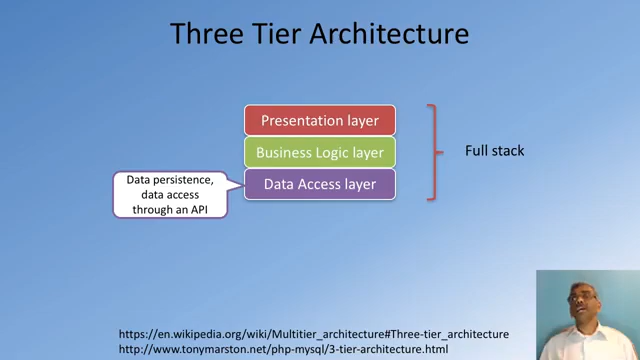 Three Tier Architecture
Presentation layer
Business Logic layer
Data Access layer
Full stack
Data persistence,
data access
through an API
https://en.wikipedia.org/wiki/Multitier_architecture#Three-tier_architecture
http://www.tonymarston.net/php-mysql/3-tier-architecture.html